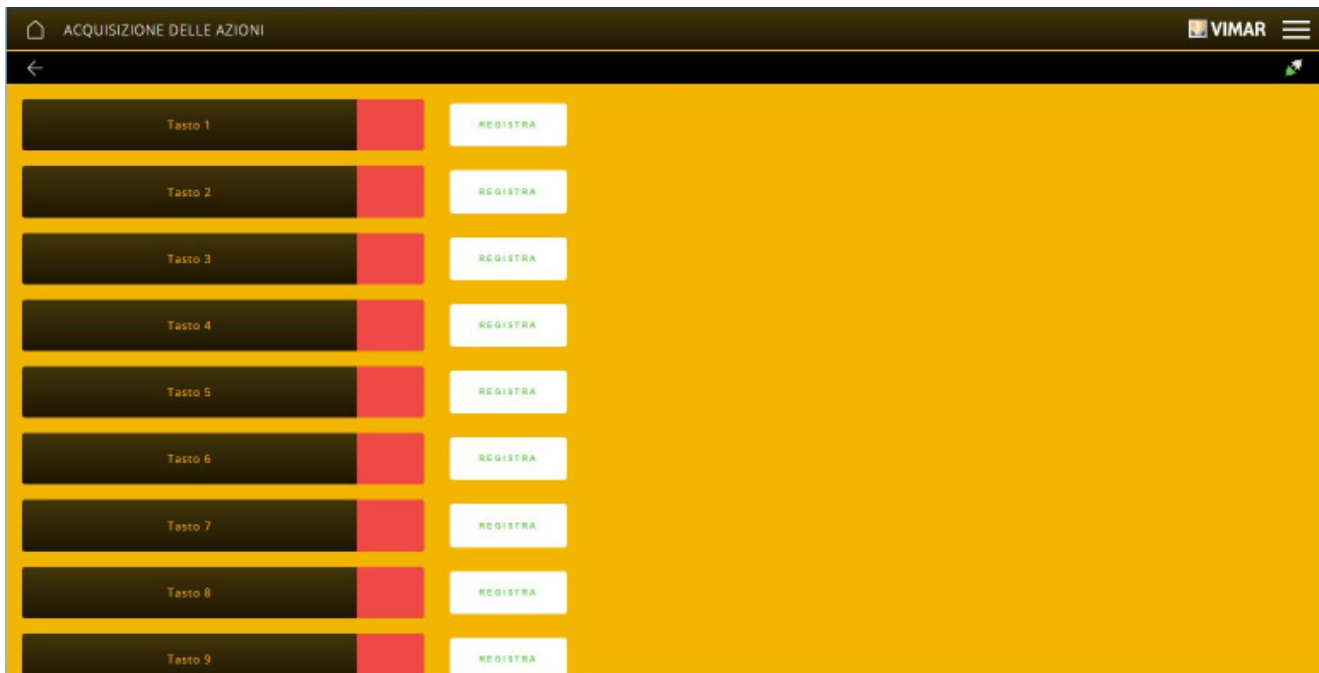 ACQUISIZIONE DELLE AZIONI
VIMAR
Tasto 1
REGISTRA
Tasto 2
REGISTRA
Tasto 3
REGISTRA
Tasto 4
REGISTRA
Tasto 5
REGISTRA
Tasto 6
REGISTRA
Tasto 7
REGISTRA
Tasto 8
REGISTRA
Tasto 9
REGISTRA